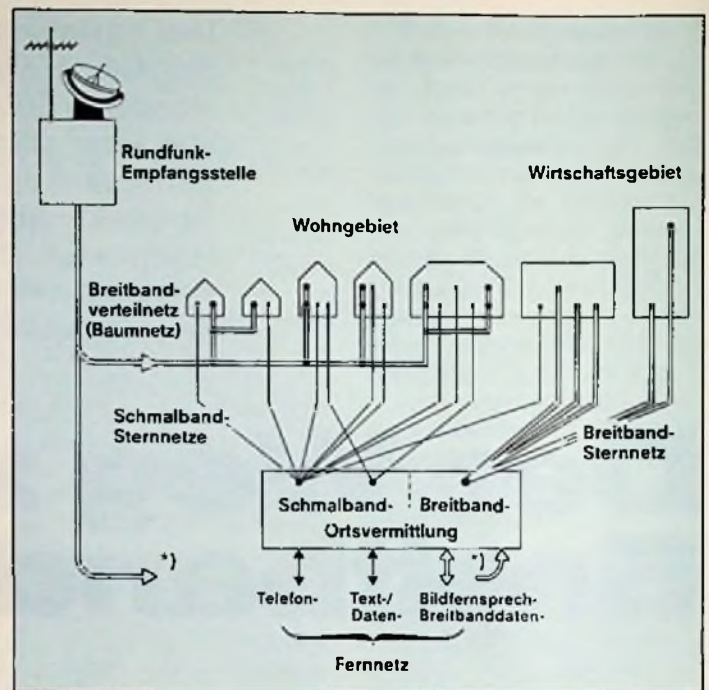 Rundfunk-
Empfangsstelle
Wirtschaftsgebiet
Wohngebiet
Breitband-
verteilnetz
(Baumnetz)
Schmalband-
Sternnetze
Breitband-
Sternnetz
Schmalband-
Breitband-
Ortsvermittlung
*)
*)
Telefon-
Text-/
Daten-
Bildfernsprech-
Breitbanddaten-
Fernnetz